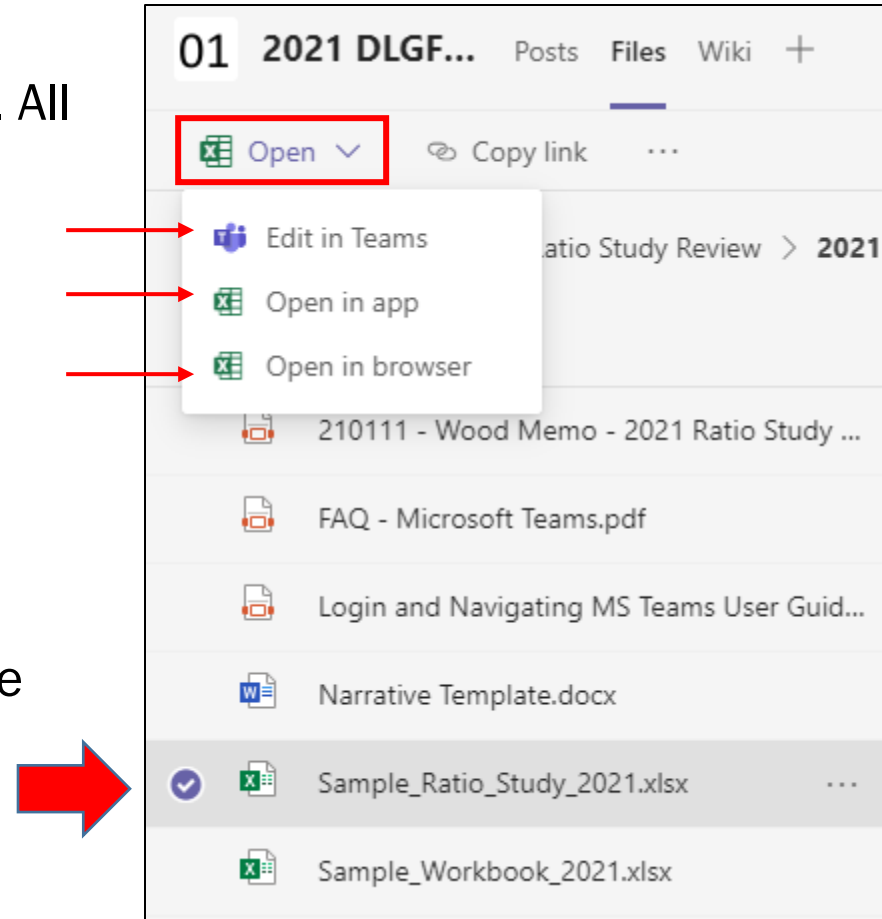 01 2021 DLGF... Posts Files Wiki +
. All
Open Copy link ...
Edit in Teams
atio Study Review > 2021
Open in app
Open in browser
210111 - Wood Memo - 2021 Ratio Study ...
FAQ - Microsoft Teams.pdf
Login and Navigating MS Teams User Guid...
e
Narrative Template.docx
Sample_Ratio_Study_2021.xlsx ...
Sample_Workbook_2021.xlsx